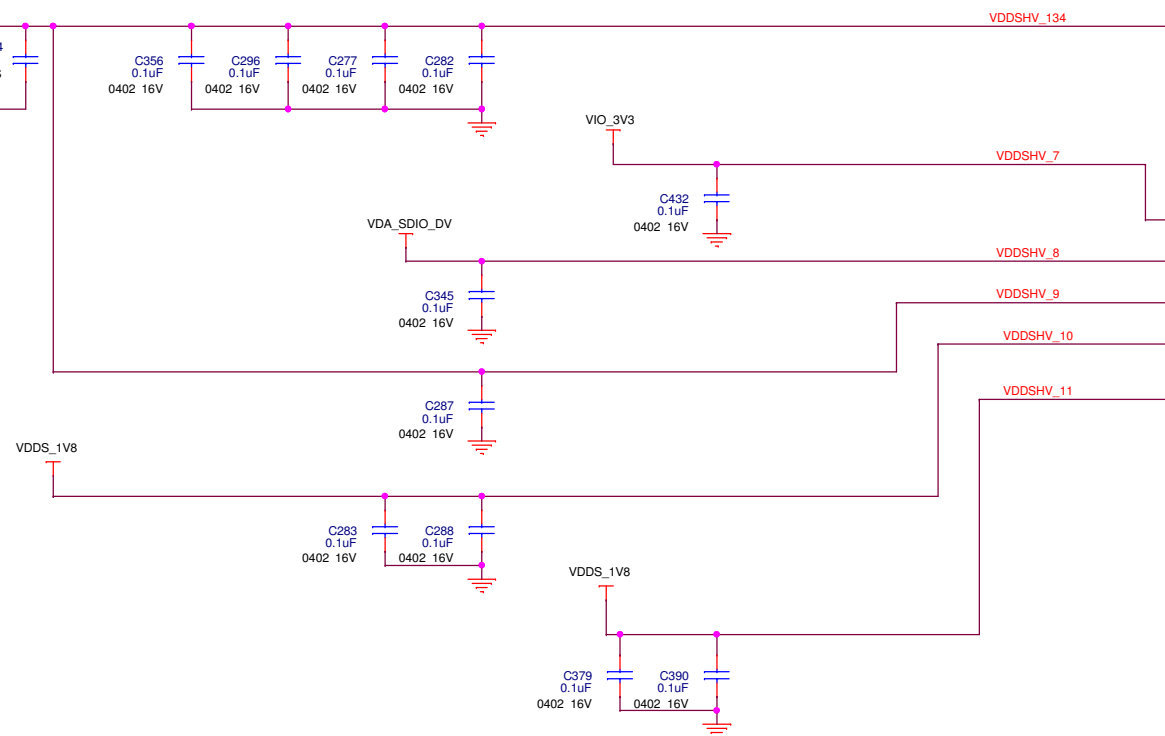 VDDSHV_134
4
C356
0.1uF
0402 16V
C296
0.1uF
0402 16V
C277
0.1uF
0402 16V
C282
0.1uF
0402 16V
VIO_3V3
VDDSHV_7
C432
0.1uF
0402 16V
VDA_SDIO_DV
VDDSHV_8
C345
0.1uF
0402 16V
VDDSHV_9
VDDSHV_10
C287
0.1uF
0402 16V
VDDSHV_11
VDDS_1V8
C283
0.1uF
0402 16V
C288
0.1uF
0402 16V
VDDS_1V8
C379
0.1uF
0402 16V
C390
0.1uF
0402 16V